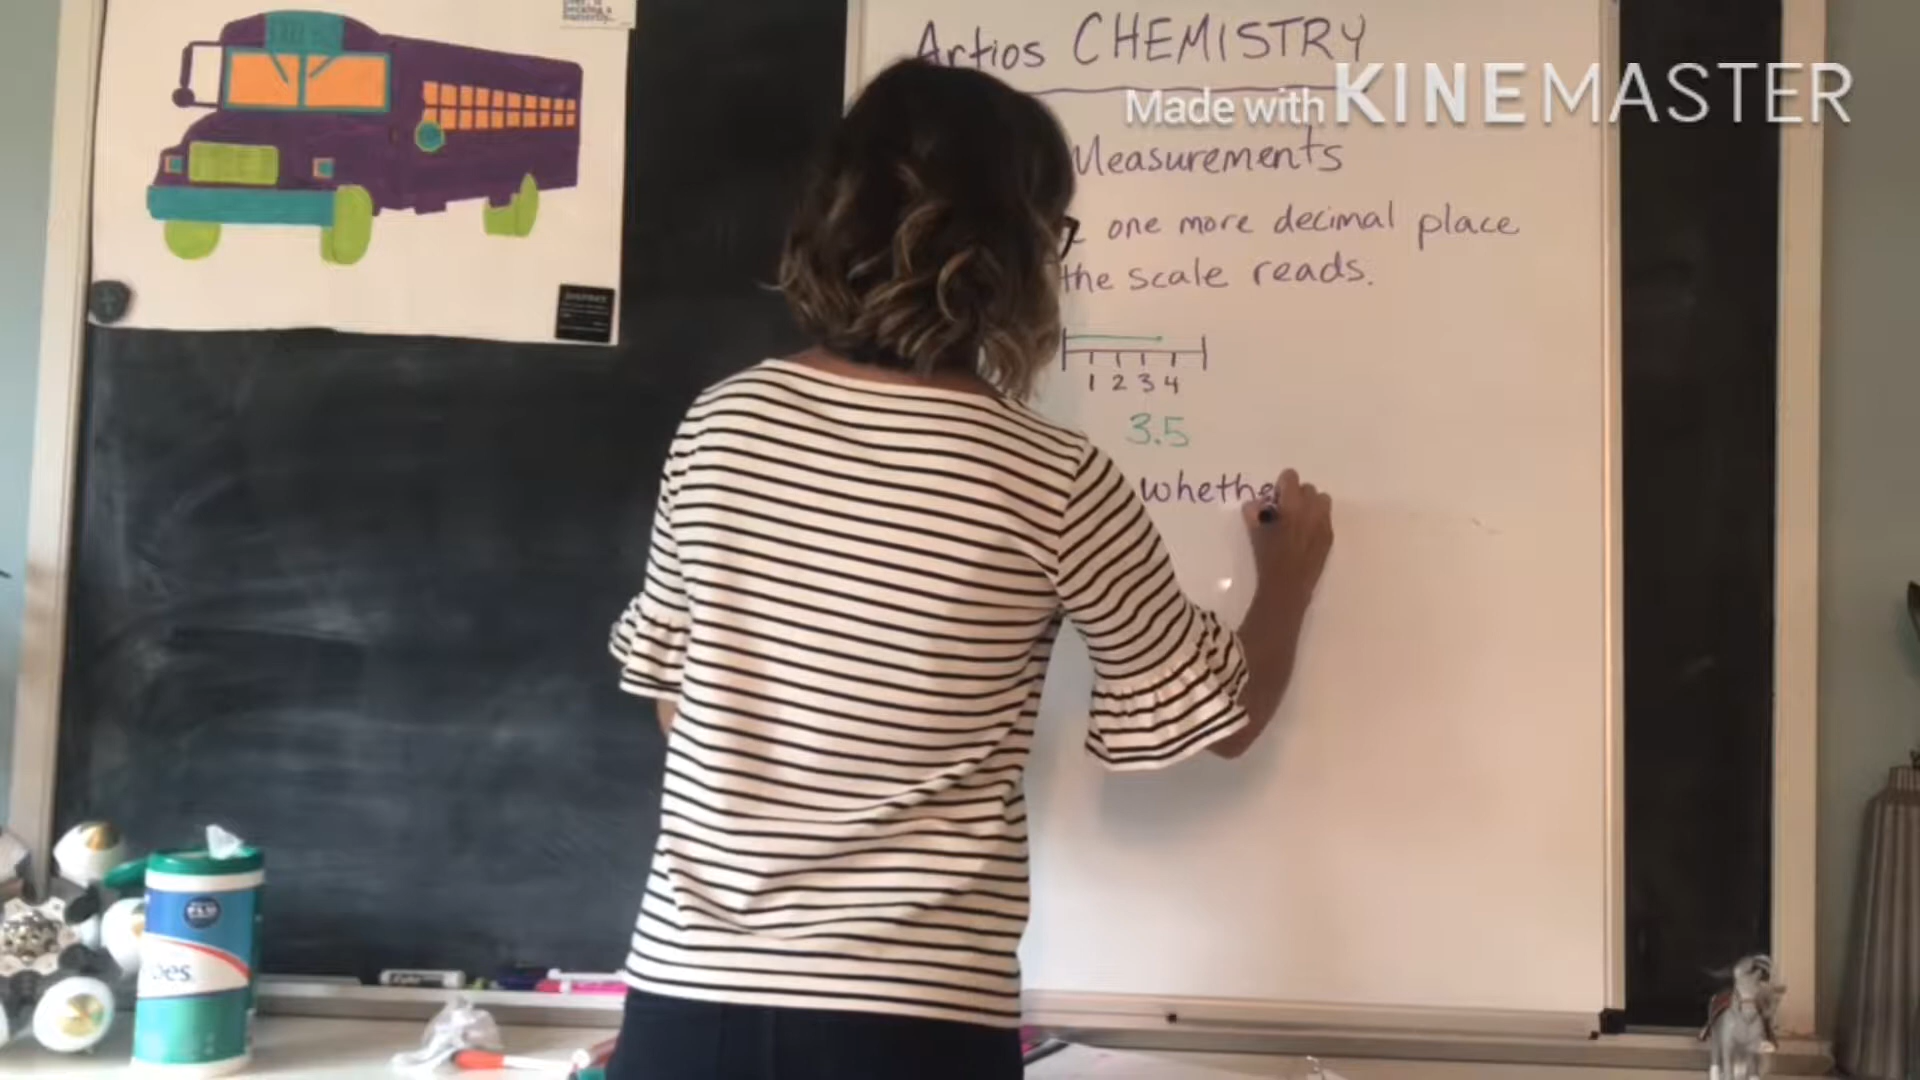 Artios CHEMISTRY
Made with KINEMASTER
Measurements
one more decimal place
the scale reads.
1 2 3 4
3.5
whethe